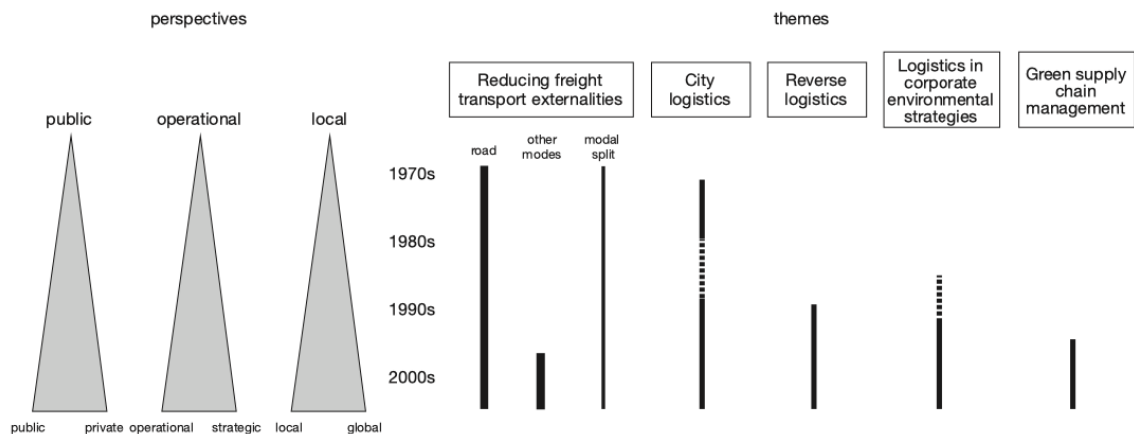 perspectives
themes
Reducing freight
transport externalities
City
logistics
Reverse
logistics
Logistics in
corporate
environmental
strategies
Green supply
chain
management
public
operational
local
road
other
modes
modal
split
1970s
1980s
1990s
2000s
public
private
operational
strategic
local
global